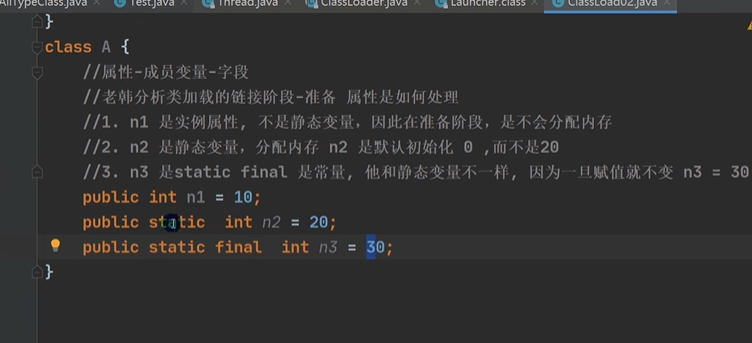 AllTypeClass.java Test.java Thread.java ClassLoader.java Launcher.class ClassLoad02.java
}
class A {
//属性-成员变量-字段
//老韩分析类加载的链接阶段-准备 属性是如何处理
//1. n1 是实例属性, 不是静态变量，因此在准备阶段，是不会分配内存
//2. n2 是静态变量，分配内存 n2 是默认初始化 0 ,而不是20
//3. n3 是static final 是常量, 他和静态变量不一样, 因为一旦赋值就不变 n3 = 30
public int n1 = 10;
public static  int n2 = 20;
public static final  int n3 = 30;
}